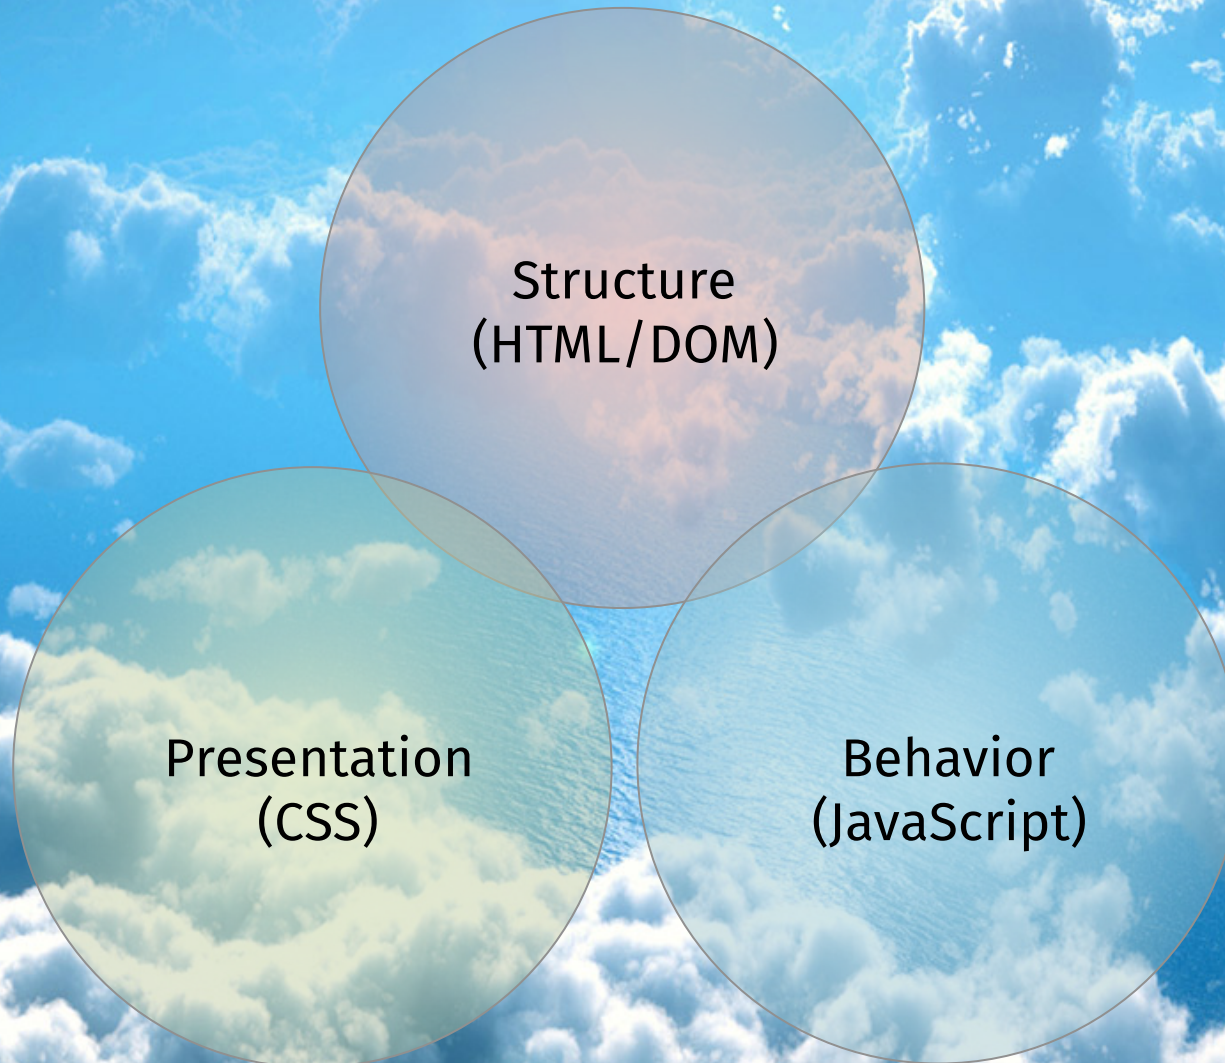 Structure
(HTML/DOM)
Presentation
(CSS)
Behavior
(JavaScript)